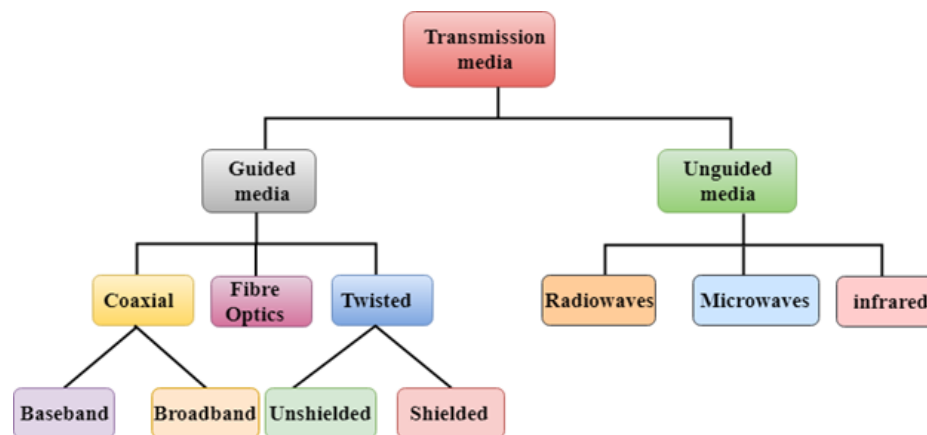 Transmission
media
Guided
media
Unguided
media
Coaxial
Fibre
Optics
Twisted
Radiowaves
Microwaves
infrared
Baseband
Broadband
Unshielded
Shielded